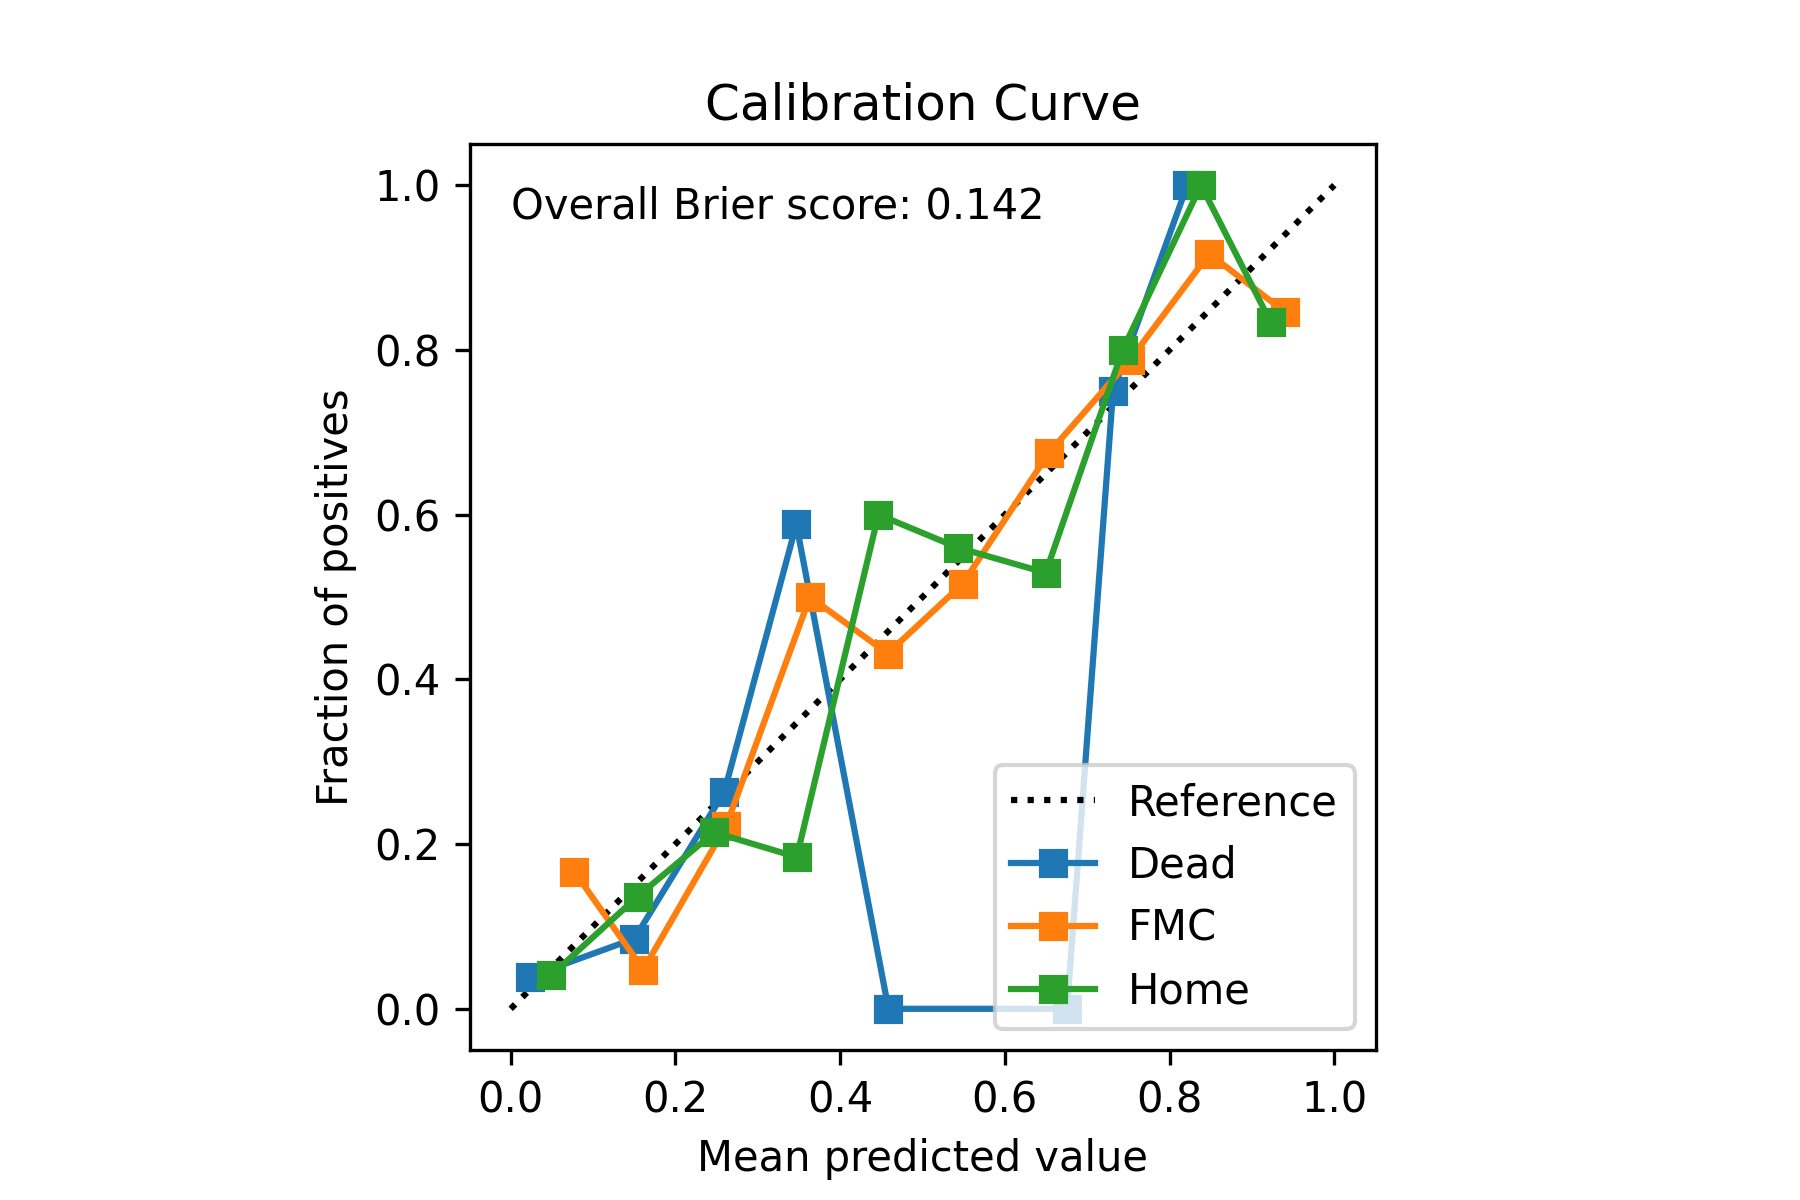 Calibration Curve
Overall Brier score: 0.142
1.0
0.8
0.6
0.4
0.2
0.0
Fraction of positives
Reference
Dead
FMC
Home
0.0 0.2 0.4 0.6 0.8 1.0
Mean predicted value